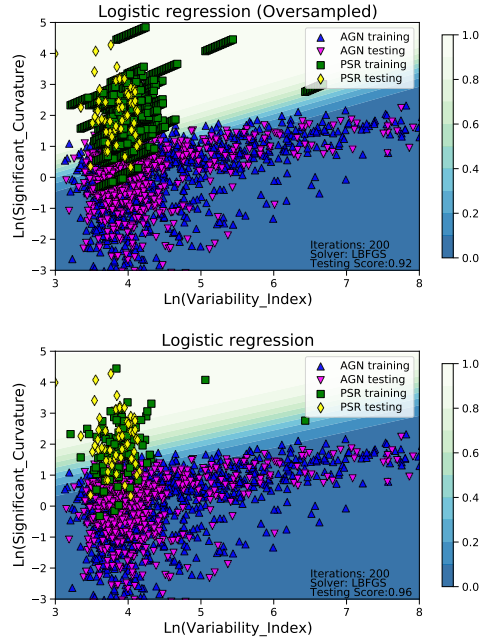 Logistic regression (Oversampled)
5
4
3
2
1
0
−1
−2
−3
Ln(Significant_Curvature)
AGN training
AGN testing
PSR training
PSR testing
Iterations: 200
Solver: LBFGS
Testing Score:0.92
3 4 5 6 7 8
Ln(Variability_Index)
1.0
0.8
0.6
0.4
0.2
0.0
Logistic regression
5
4
3
2
1
0
−1
−2
−3
Ln(Significant_Curvature)
AGN training
AGN testing
PSR training
PSR testing
Iterations: 200
Solver: LBFGS
Testing Score:0.96
3 4 5 6 7 8
Ln(Variability_Index)
1.0
0.8
0.6
0.4
0.2
0.0